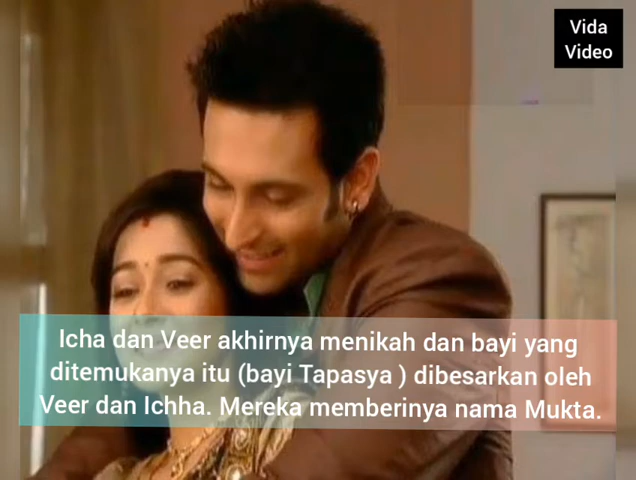 Vida
Video
Icha dan Veer akhirnya menikah dan bayi yang
ditemukanya itu (bayi Tapasya ) dibesarkan oleh
Veer dan Ichha. Mereka memberinya nama Mukta.